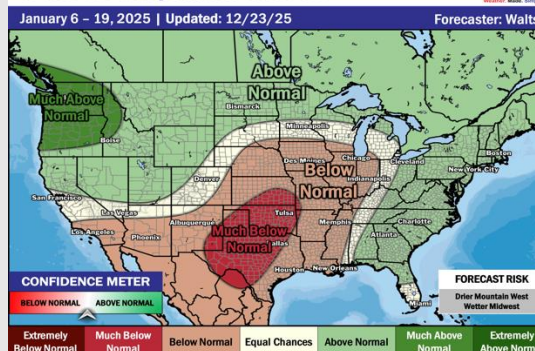 January 6 – 19, 2025 | Updated: 12/23/25
Forecaster: Walts
Above
Normal
Much Above
Normal
Bismarck
Minneapolis
Boise
Boston
Des Moines
Chicago
Cleveland
New York City
Below
Normal
Indianapolis
Denver
San Francisco
Las Vegas
Tulsa
Los Angeles
Albuquerque
Much Below
Normal
Memphis
Charlotte
Phoenix
Dallas
Atlanta
Houston
New Orleans
Miami
CONFIDENCE METER
BELOW NORMAL
ABOVE NORMAL
FORECAST RISK
Drier Mountain West
Wetter Midwest
Extremely
Below Normal
Much Below
Normal
Below Normal
Equal Chances
Above Normal
Much Above
Normal
Extremely
Above Norma